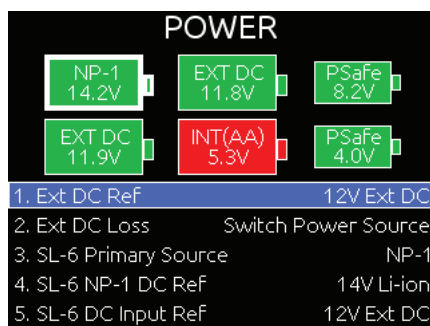 POWER
NP-1
14.2V
EXT DC
11.8V
PSafe
8.2V
EXT DC
11.9V
INT(AA)
5.3V
PSafe
4.0V
1. Ext DC Ref 12V Ext DC
2. Ext DC Loss Switch Power Source
3. SL-6 Primary Source NP-1
4. SL-6 NP-1 DC Ref 14V Li-ion
5. SL-6 DC Input Ref 12V Ext DC